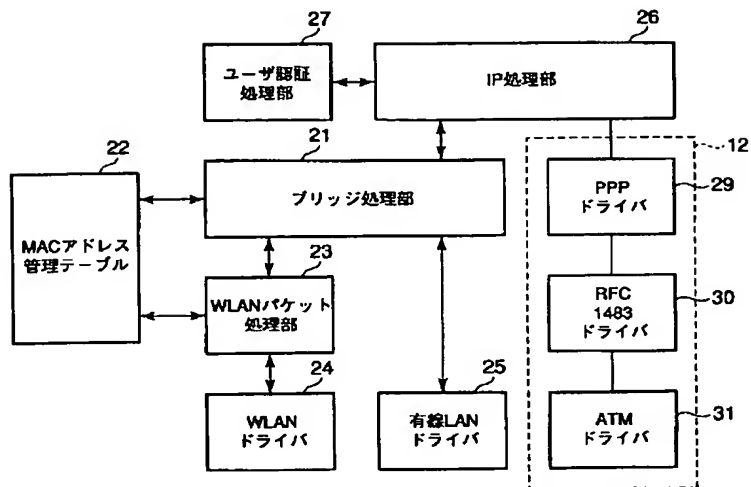 27
ユーザ認証
処理部
26
IP処理部
22
MACアドレス
管理テーブル
21
ブリッジ処理部
12
PPP
ドライバ
29
23
WLANパケット
処理部
RFC
1483
ドライバ
30
24
WLAN
ドライバ
25
有線LAN
ドライバ
ATM
ドライバ
31